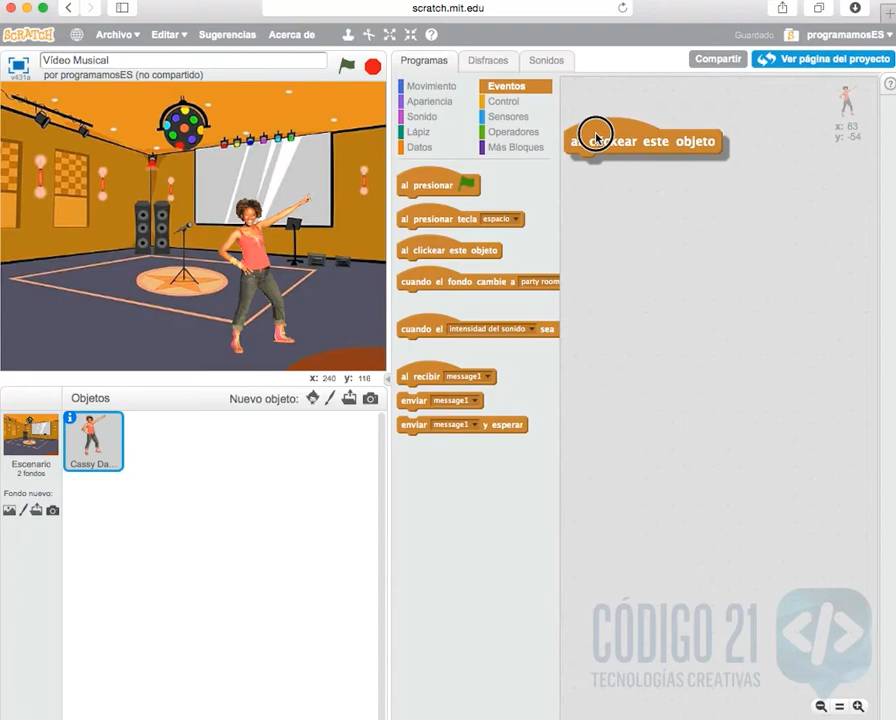 scratch.mit.edu
SCRATCH Archivo Editar Sugerencias Acerca de Guardado programamosES
Vídeo Musical
por programamosES (no compartido)
v431a
Programas Disfraces Sonidos
Compartir Ver página del proyecto
Movimiento Eventos
Apariencia Control
Sonido Sensores
Lápiz Operadores
Datos Más Bloques
al presionar
al presionar tecla espacio
al clickear este objeto
cuando el fondo cambie a party room
cuando el intensidad del sonido sea
al recibir message1
enviar message1
enviar message1 y esperar
clickear este objeto
x: 63
y: -54
x: 240 y: 116
Objetos Nuevo objeto:
Escenario
2 fondos
Fondo nuevo:
Cassy Da...
CÓDIGO 21
TECNOLOGÍAS CREATIVAS